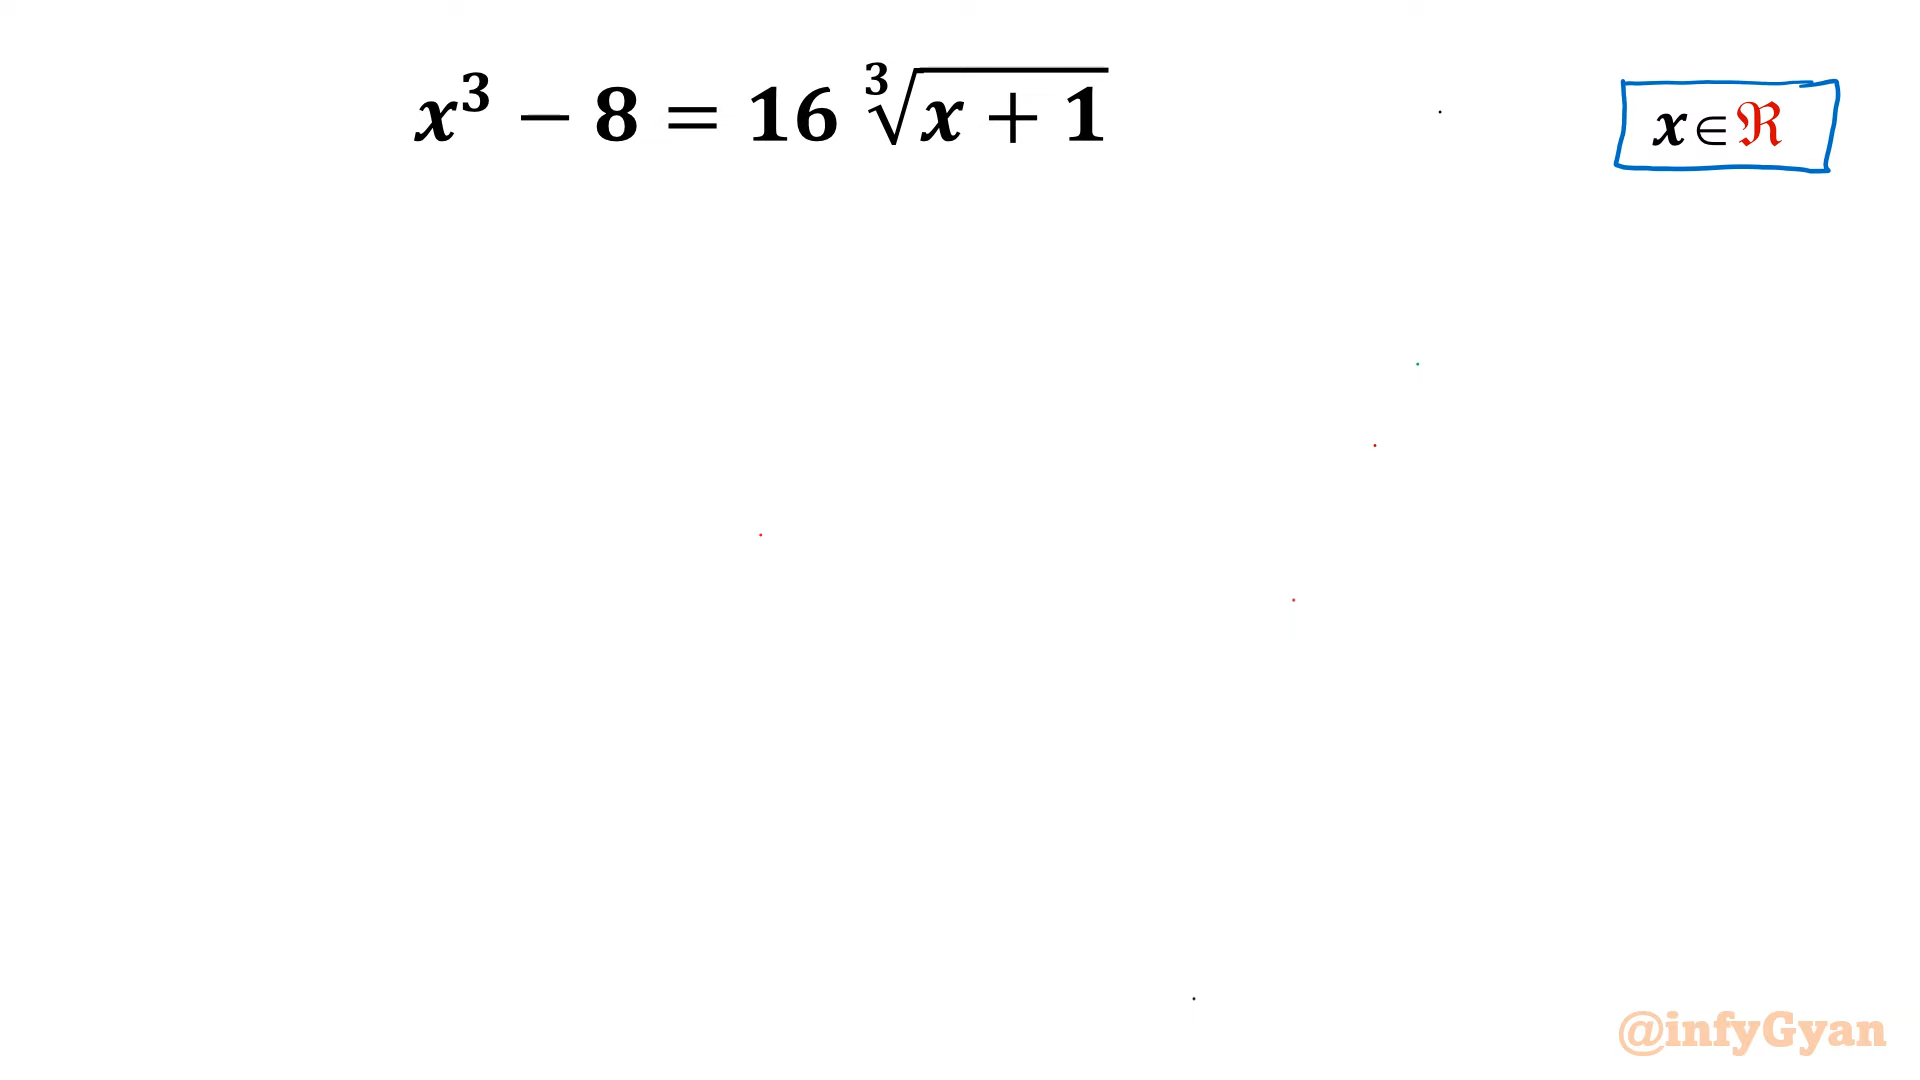 x³ − 8 = 16 ∛(x + 1)
x ∈ ℜ
@infyGyan